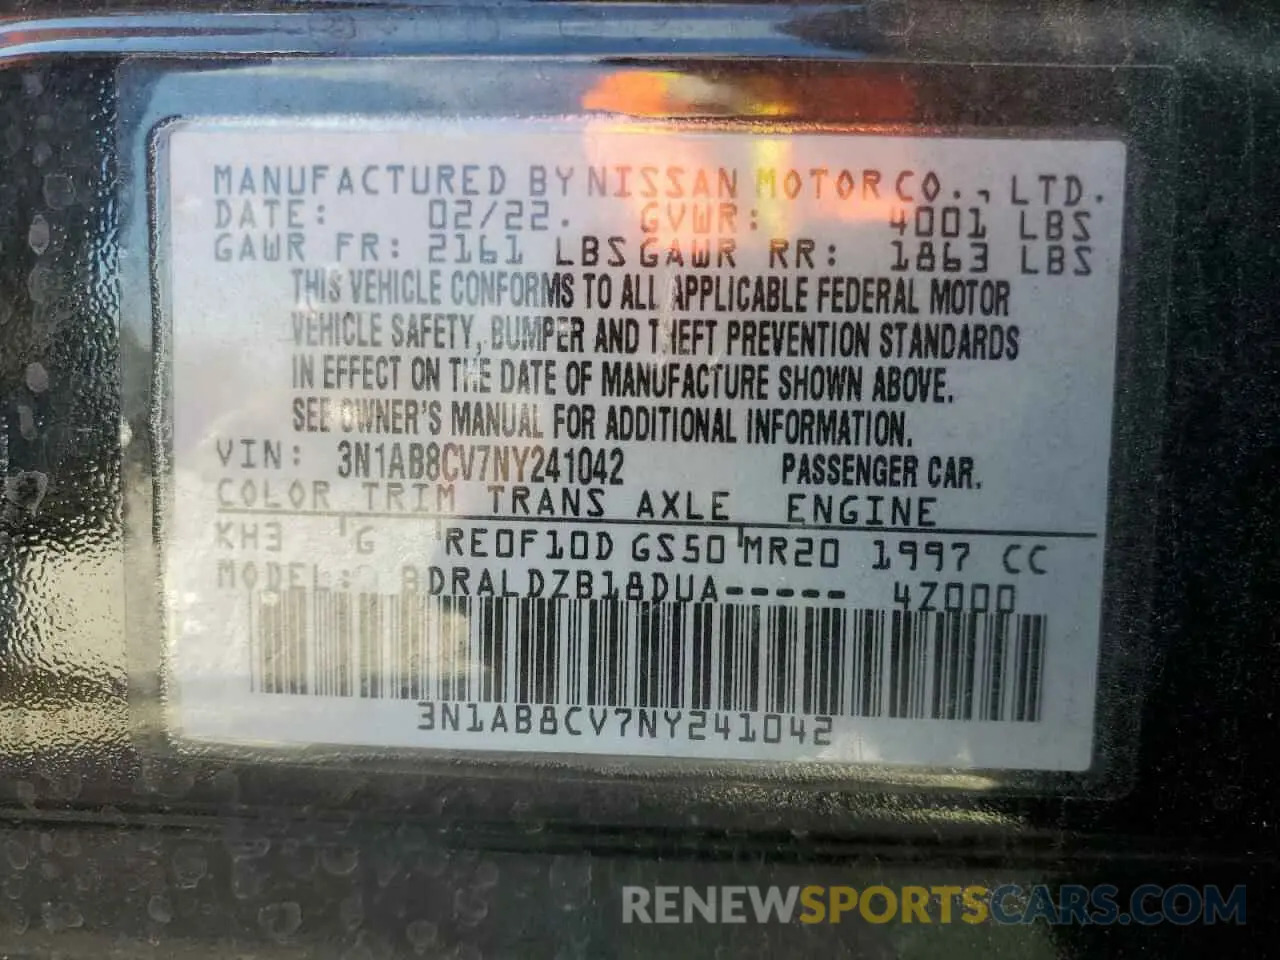 MANUFACTURED BY NISSAN MOTOR CO., LTD.
DATE: 02/22. GVWR: 4001 LBS
GAWR FR: 2161 LBS GAWR RR: 1863 LBS
THIS VEHICLE CONFORMS TO ALL APPLICABLE FEDERAL MOTOR
VEHICLE SAFETY, BUMPER AND THEFT PREVENTION STANDARDS
IN EFFECT ON THE DATE OF MANUFACTURE SHOWN ABOVE.
SEE OWNER'S MANUAL FOR ADDITIONAL INFORMATION.
VIN: 3N1AB8CV7NY241042 PASSENGER CAR.
COLOR TRIM TRANS AXLE ENGINE
KH3 G RE0F10D GS50 MR20 1997 CC
MODEL: BDRALDZB18DUA----- 4Z000
3N1AB8CV7NY241042
RENEWSPORTSCARS.COM